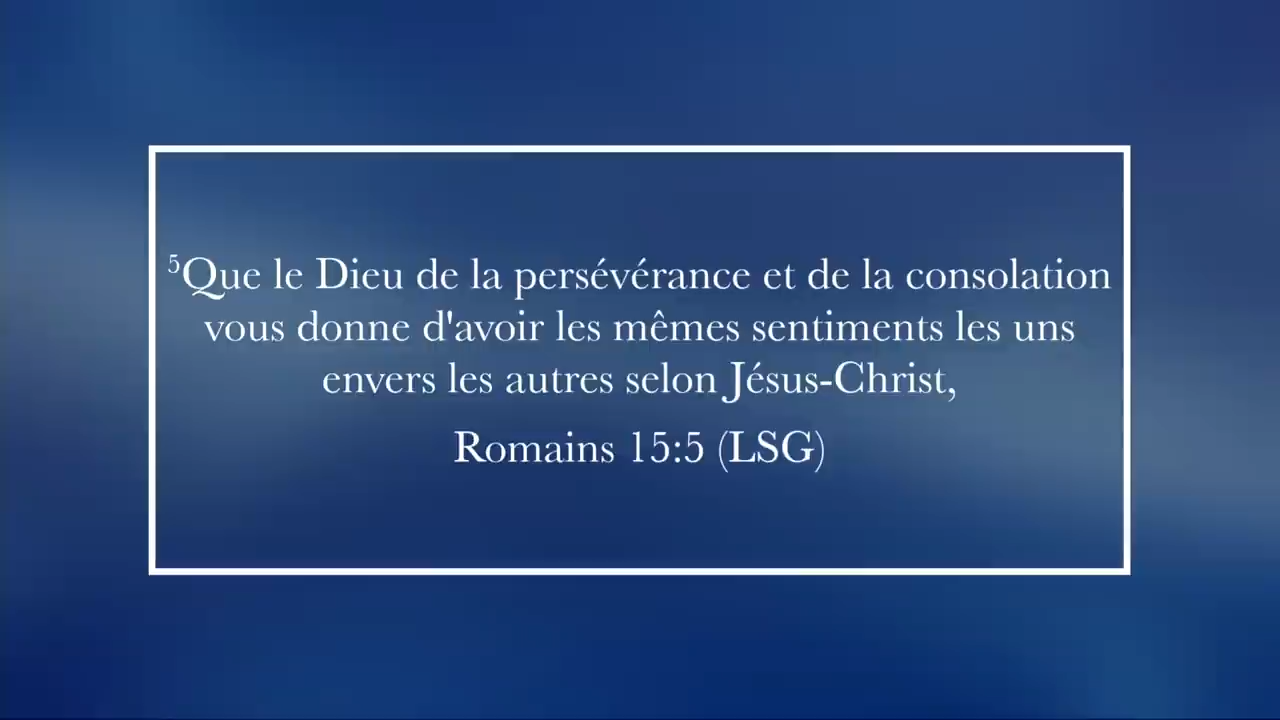 ⁵Que le Dieu de la persévérance et de la consolation
vous donne d'avoir les mêmes sentiments les uns
envers les autres selon Jésus-Christ,
Romains 15:5 (LSG)